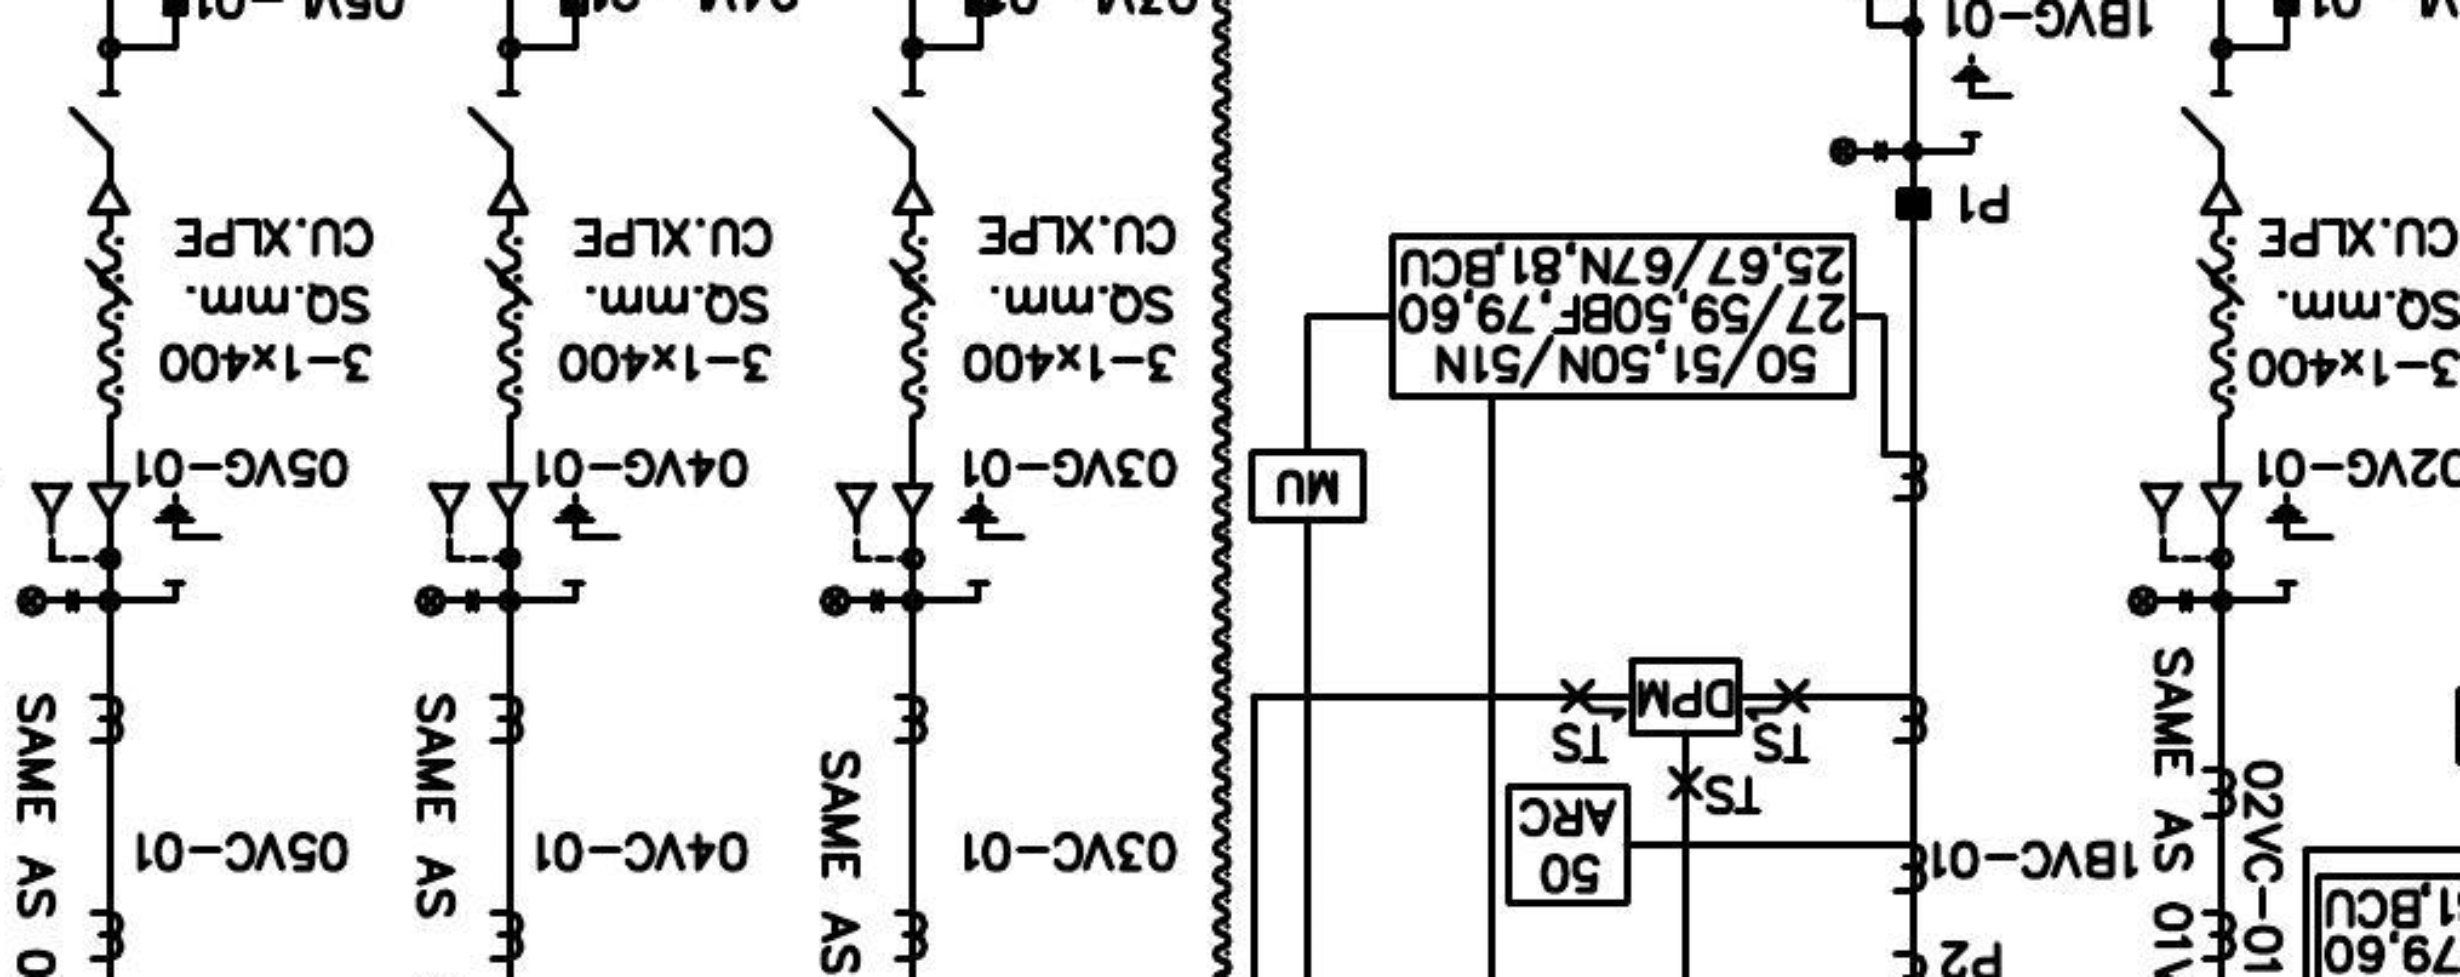 P2
79,60
1,BCU
02VC-01
SAME AS 01V
1BVC-01
50
ARC
TS
TS
DPM
TS
SAME AS
03VC-01
SAME AS
04VC-01
SAME AS 0
05VC-01
02VG-01
3-1x400
SQ.mm.
CU.XLPE
MU
50/51,50N/51N
27/59,50BF,79,60
25,67/67N,81,BCU
P1
1BVG-01
03VG-01
3-1x400
SQ.mm.
CU.XLPE
04VG-01
3-1x400
SQ.mm.
CU.XLPE
05VG-01
3-1x400
SQ.mm.
CU.XLPE